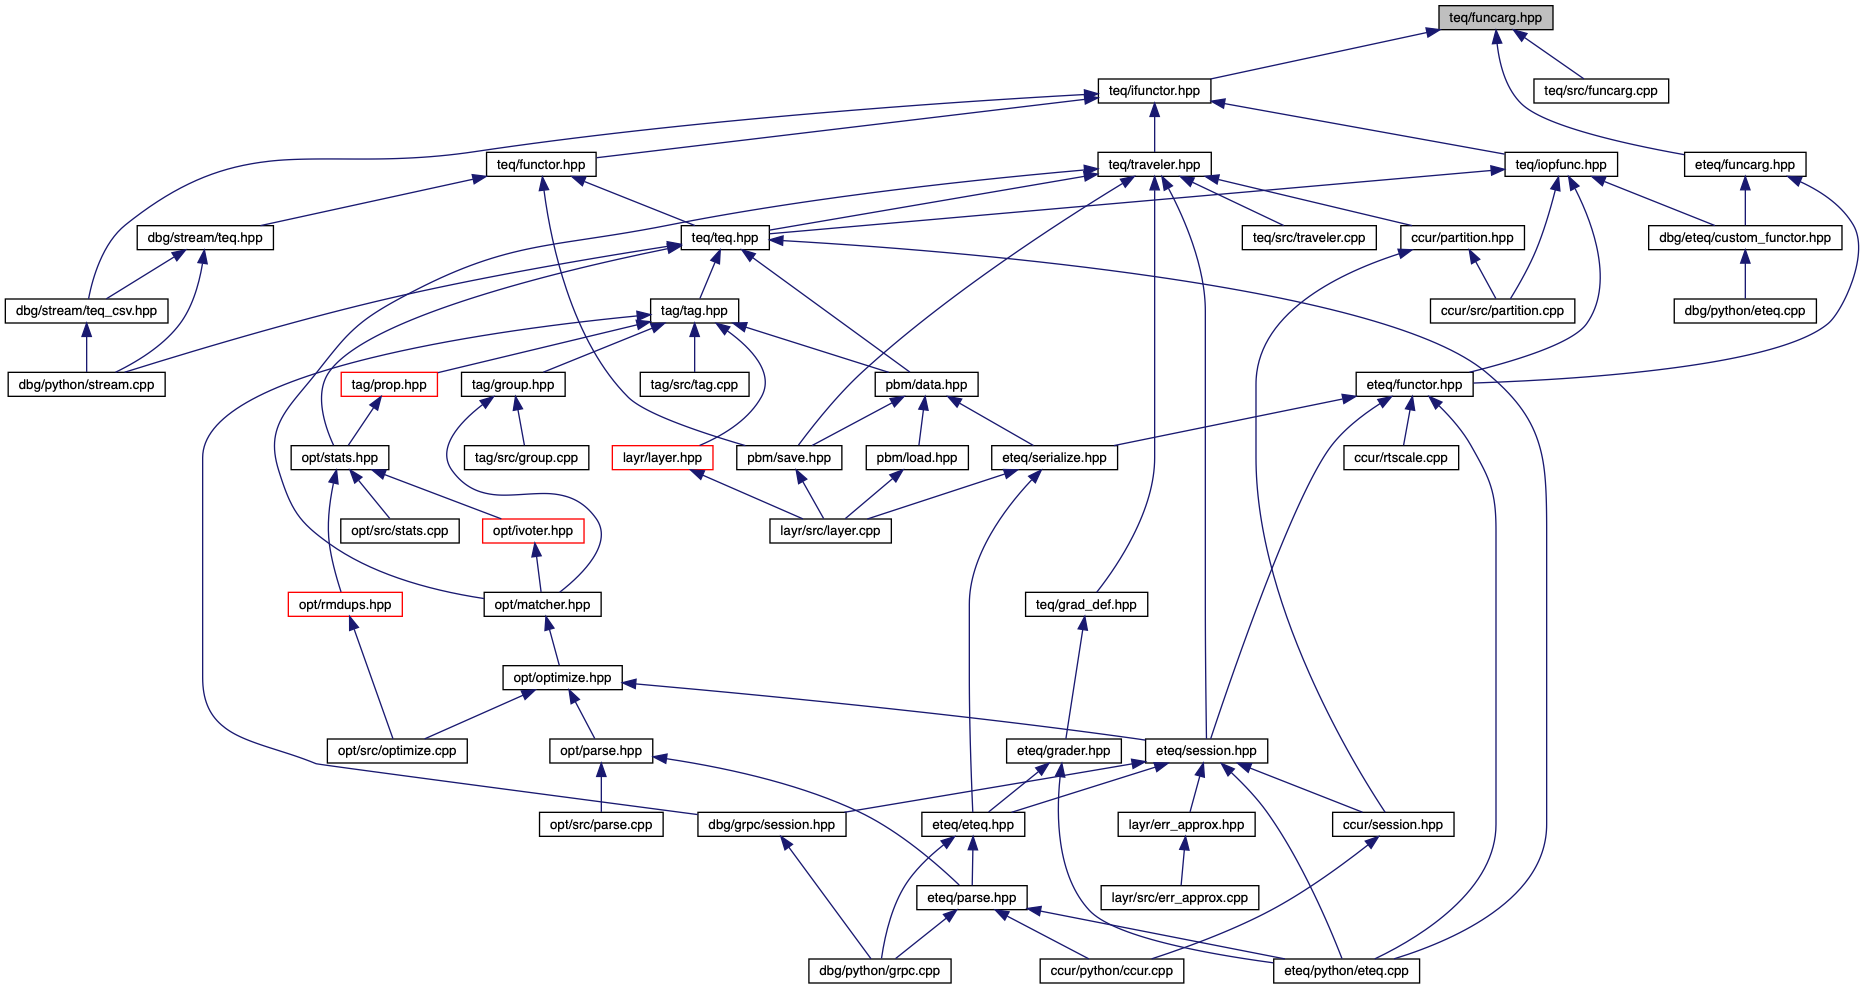 teq/funcarg.hpp
teq/ifunctor.hpp
teq/src/funcarg.cpp
teq/functor.hpp
teq/traveler.hpp
teq/iopfunc.hpp
eteq/funcarg.hpp
dbg/stream/teq.hpp
teq/teq.hpp
teq/src/traveler.cpp
ccur/partition.hpp
dbg/eteq/custom_functor.hpp
dbg/stream/teq_csv.hpp
tag/tag.hpp
ccur/src/partition.cpp
dbg/python/eteq.cpp
dbg/python/stream.cpp
tag/prop.hpp
tag/group.hpp
tag/src/tag.cpp
pbm/data.hpp
eteq/functor.hpp
opt/stats.hpp
tag/src/group.cpp
layr/layer.hpp
pbm/save.hpp
pbm/load.hpp
eteq/serialize.hpp
ccur/rtscale.cpp
opt/src/stats.cpp
opt/ivoter.hpp
layr/src/layer.cpp
opt/rmdups.hpp
opt/matcher.hpp
teq/grad_def.hpp
opt/optimize.hpp
opt/src/optimize.cpp
opt/parse.hpp
eteq/grader.hpp
eteq/session.hpp
opt/src/parse.cpp
dbg/grpc/session.hpp
eteq/eteq.hpp
layr/err_approx.hpp
ccur/session.hpp
eteq/parse.hpp
layr/src/err_approx.cpp
dbg/python/grpc.cpp
ccur/python/ccur.cpp
eteq/python/eteq.cpp